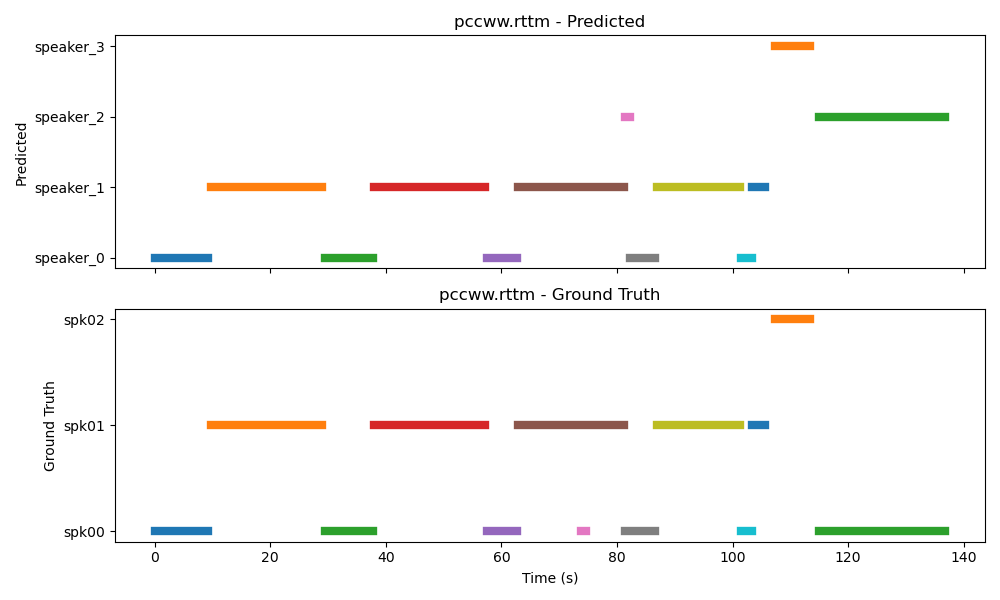 pccww.rttm - Predicted
speaker_3
speaker_2
speaker_1
speaker_0
Predicted
pccww.rttm - Ground Truth
spk02
spk01
spk00
Ground Truth
0 20 40 60 80 100 120 140
Time (s)